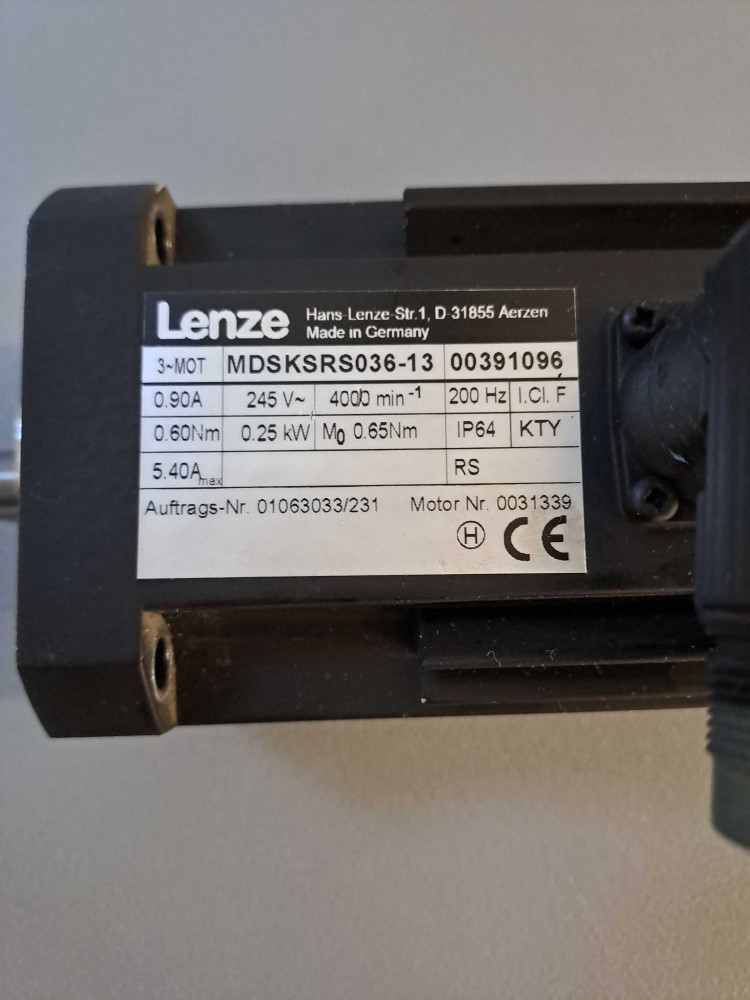 Lenze Hans-Lenze-Str.1, D-31855 Aerzen
Made in Germany
3~MOT MDSKSRS036-13 00391096
0.90A 245 V~ 4000 min -1 200 Hz I.Cl. F
0.60Nm 0.25 kW M0 0.65Nm IP64 KTY
5.40Amax RS
Auftrags-Nr. 01063033/231 Motor Nr. 0031339
H CE